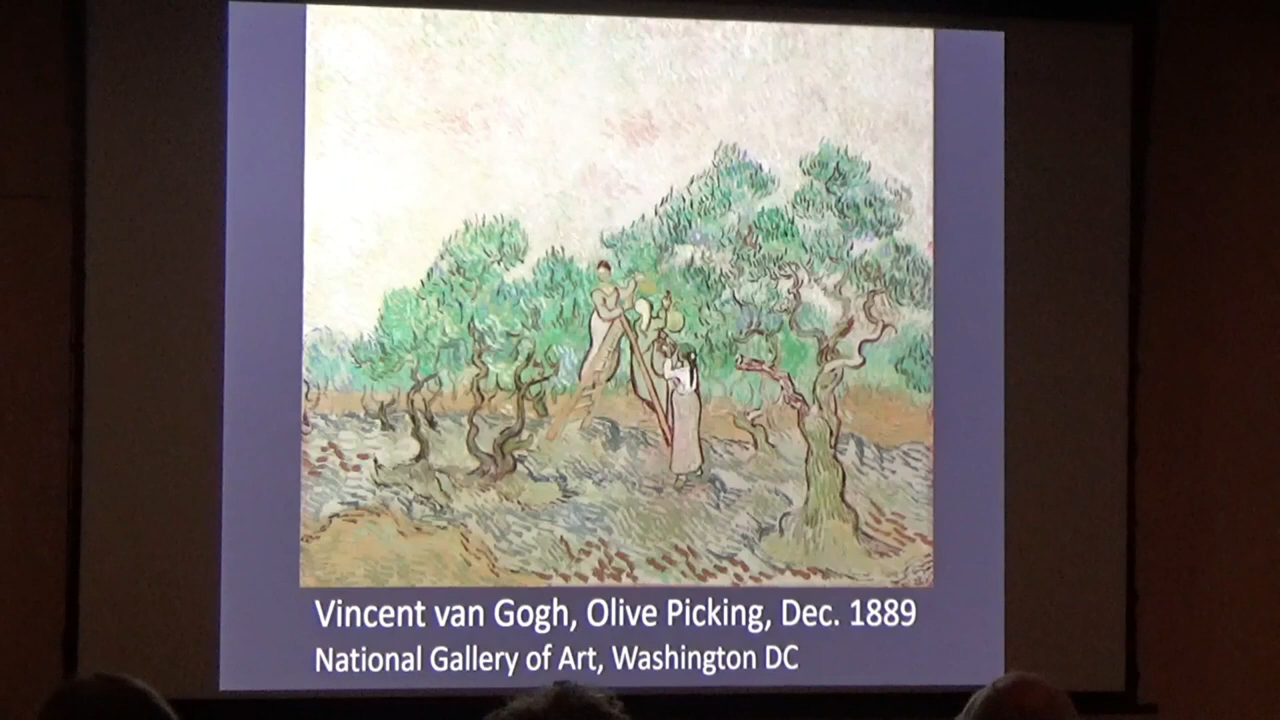 Vincent van Gogh, Olive Picking, Dec. 1889
National Gallery of Art, Washington DC